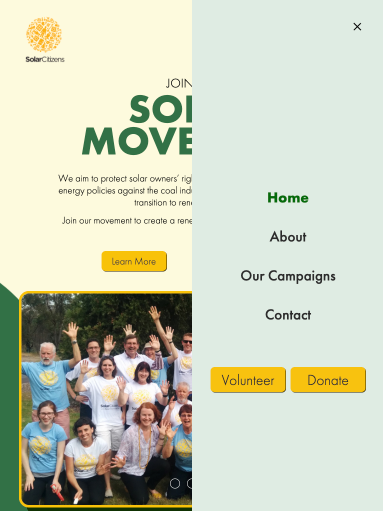 SolarCitizens
JOIN
SOL
MOVE
We aim to protect solar owners' rig
energy policies against the coal ind
transition to rene
Join our movement to create a rene
Learn More
Home
About
Our Campaigns
Contact
Volunteer
Donate